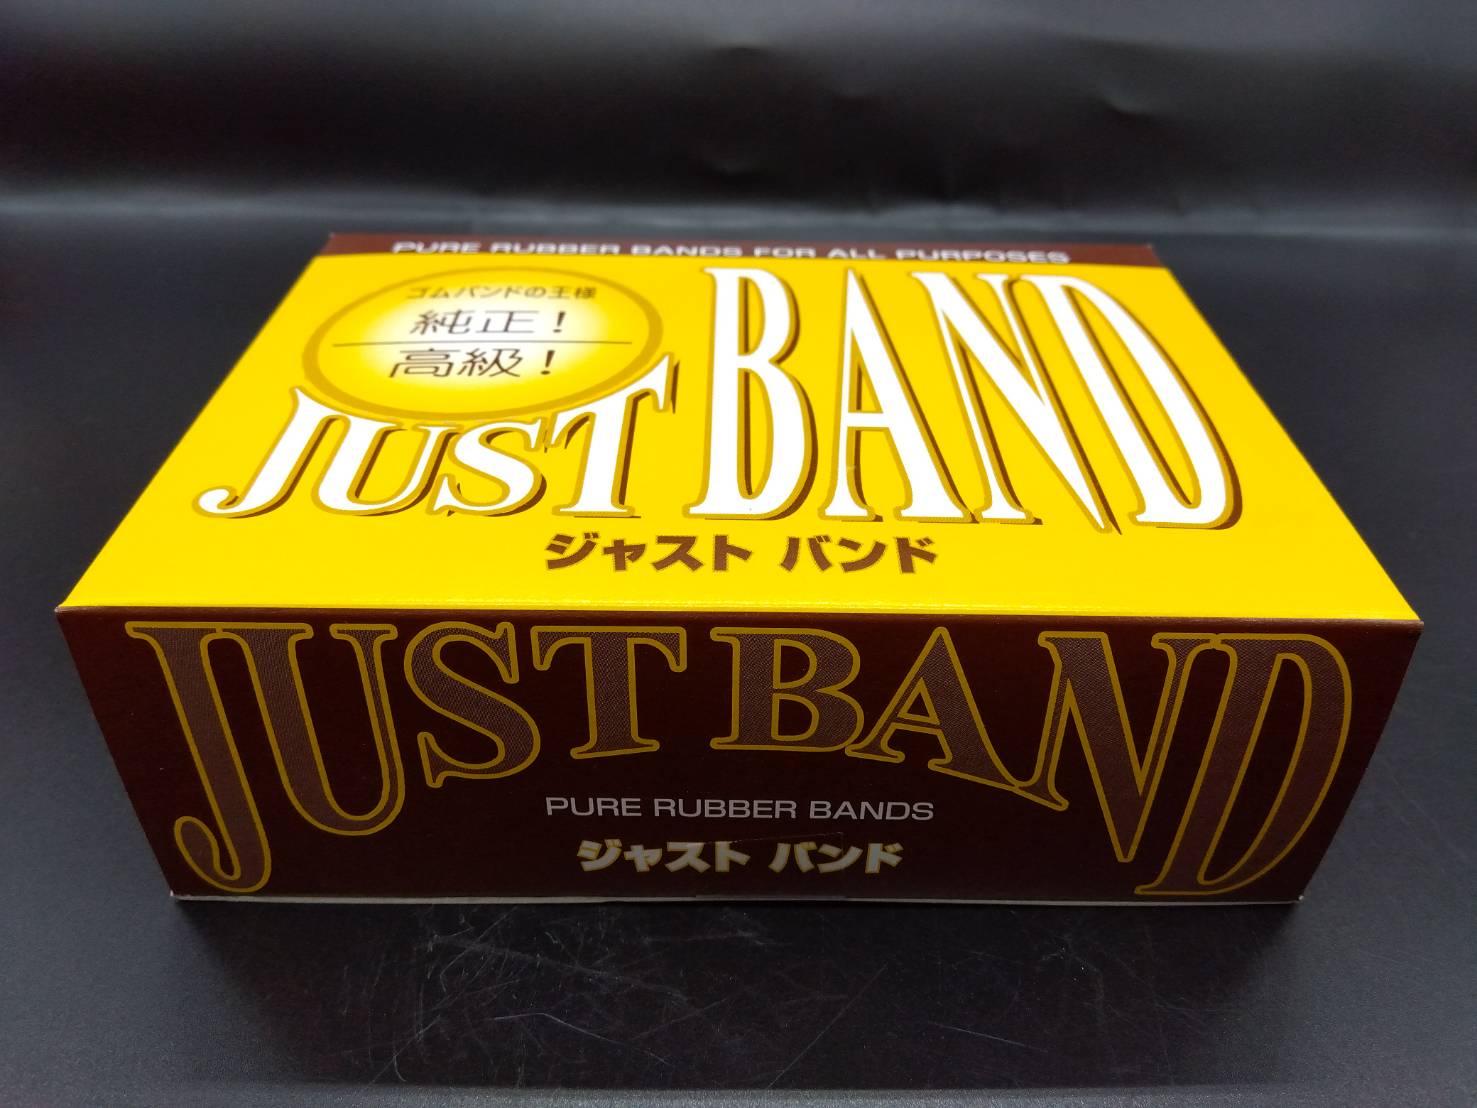 PURE RUBBER BANDS FOR ALL PURPOSES
ゴムバンドの王様
純正!
高級!
JUST BAND
ジャスト バンド
JUST BAND
PURE RUBBER BANDS
ジャスト バンド